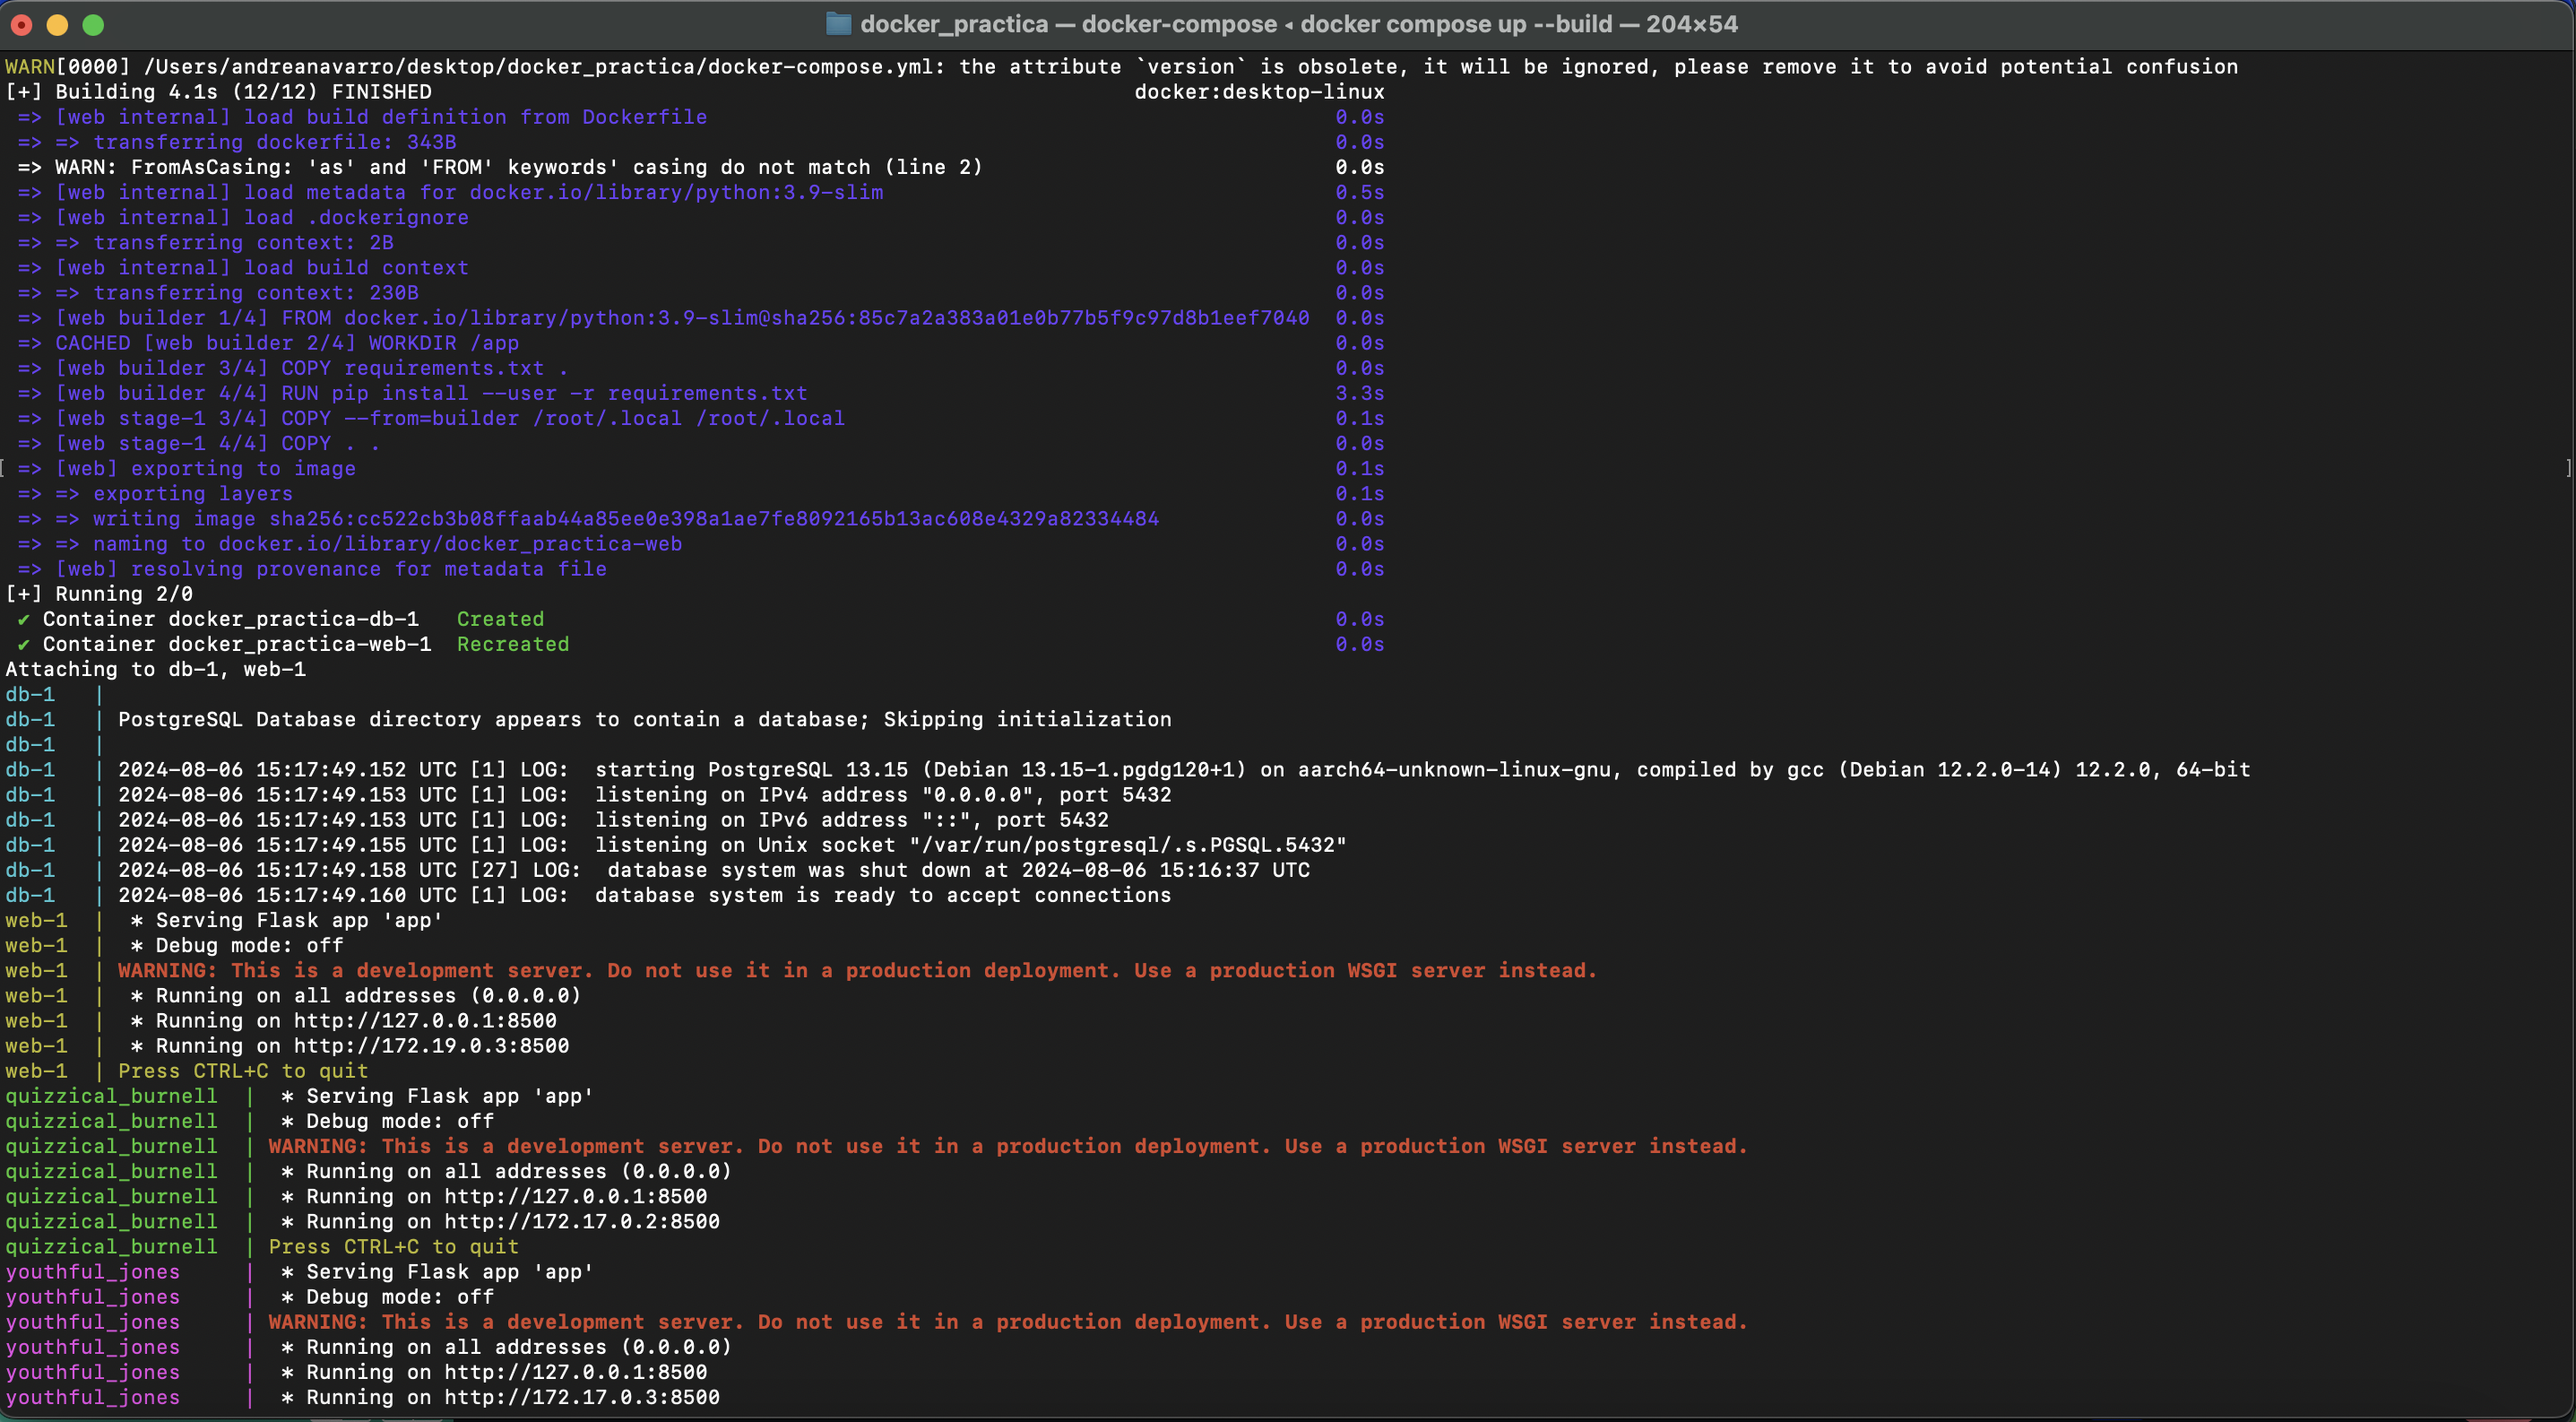 docker_practica — docker-compose ◂ docker compose up --build — 204×54
WARN[0000] /Users/andreanavarro/desktop/docker_practica/docker-compose.yml: the attribute `version` is obsolete, it will be ignored, please remove it to avoid potential confusion
[+] Building 4.1s (12/12) FINISHED docker:desktop-linux
=> [web internal] load build definition from Dockerfile 0.0s
=> => transferring dockerfile: 343B 0.0s
=> WARN: FromAsCasing: 'as' and 'FROM' keywords' casing do not match (line 2) 0.0s
=> [web internal] load metadata for docker.io/library/python:3.9-slim 0.5s
=> [web internal] load .dockerignore 0.0s
=> => transferring context: 2B 0.0s
=> [web internal] load build context 0.0s
=> => transferring context: 230B 0.0s
=> [web builder 1/4] FROM docker.io/library/python:3.9-slim@sha256:85c7a2a383a01e0b77b5f9c97d8b1eef7040 0.0s
=> CACHED [web builder 2/4] WORKDIR /app 0.0s
=> [web builder 3/4] COPY requirements.txt . 0.0s
=> [web builder 4/4] RUN pip install --user -r requirements.txt 3.3s
=> [web stage-1 3/4] COPY --from=builder /root/.local /root/.local 0.1s
=> [web stage-1 4/4] COPY . . 0.0s
[ => [web] exporting to image 0.1s ]
=> => exporting layers 0.1s
=> => writing image sha256:cc522cb3b08ffaab44a85ee0e398a1ae7fe8092165b13ac608e4329a82334484 0.0s
=> => naming to docker.io/library/docker_practica-web 0.0s
=> [web] resolving provenance for metadata file 0.0s
[+] Running 2/0
✔ Container docker_practica-db-1 Created 0.0s
✔ Container docker_practica-web-1 Recreated 0.0s
Attaching to db-1, web-1
db-1 |
db-1 | PostgreSQL Database directory appears to contain a database; Skipping initialization
db-1 |
db-1 | 2024-08-06 15:17:49.152 UTC [1] LOG: starting PostgreSQL 13.15 (Debian 13.15-1.pgdg120+1) on aarch64-unknown-linux-gnu, compiled by gcc (Debian 12.2.0-14) 12.2.0, 64-bit
db-1 | 2024-08-06 15:17:49.153 UTC [1] LOG: listening on IPv4 address "0.0.0.0", port 5432
db-1 | 2024-08-06 15:17:49.153 UTC [1] LOG: listening on IPv6 address "::", port 5432
db-1 | 2024-08-06 15:17:49.155 UTC [1] LOG: listening on Unix socket "/var/run/postgresql/.s.PGSQL.5432"
db-1 | 2024-08-06 15:17:49.158 UTC [27] LOG: database system was shut down at 2024-08-06 15:16:37 UTC
db-1 | 2024-08-06 15:17:49.160 UTC [1] LOG: database system is ready to accept connections
web-1 | * Serving Flask app 'app'
web-1 | * Debug mode: off
web-1 | WARNING: This is a development server. Do not use it in a production deployment. Use a production WSGI server instead.
web-1 | * Running on all addresses (0.0.0.0)
web-1 | * Running on http://127.0.0.1:8500
web-1 | * Running on http://172.19.0.3:8500
web-1 | Press CTRL+C to quit
quizzical_burnell | * Serving Flask app 'app'
quizzical_burnell | * Debug mode: off
quizzical_burnell | WARNING: This is a development server. Do not use it in a production deployment. Use a production WSGI server instead.
quizzical_burnell | * Running on all addresses (0.0.0.0)
quizzical_burnell | * Running on http://127.0.0.1:8500
quizzical_burnell | * Running on http://172.17.0.2:8500
quizzical_burnell | Press CTRL+C to quit
youthful_jones | * Serving Flask app 'app'
youthful_jones | * Debug mode: off
youthful_jones | WARNING: This is a development server. Do not use it in a production deployment. Use a production WSGI server instead.
youthful_jones | * Running on all addresses (0.0.0.0)
youthful_jones | * Running on http://127.0.0.1:8500
youthful_jones | * Running on http://172.17.0.3:8500